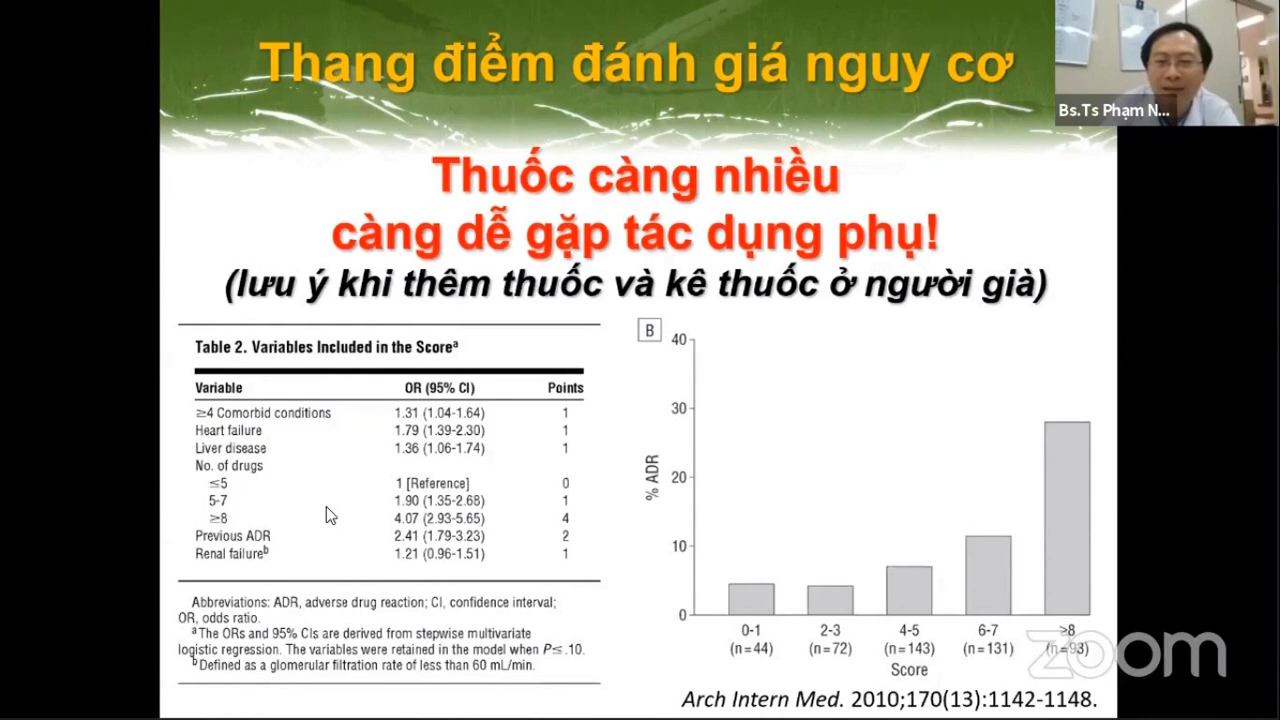 Thang điểm đánh giá nguy cơ
Bs.Ts Phạm N...
Thuốc càng nhiều
càng dễ gặp tác dụng phụ!
(lưu ý khi thêm thuốc và kê thuốc ở người già)
Table 2. Variables Included in the Scoreᵃ
Variable OR (95% CI) Points
≥4 Comorbid conditions 1.31 (1.04-1.64) 1
Heart failure 1.79 (1.39-2.30) 1
Liver disease 1.36 (1.06-1.74) 1
No. of drugs
≤5 1 [Reference] 0
5-7 1.90 (1.35-2.68) 1
≥8 4.07 (2.93-5.65) 4
Previous ADR 2.41 (1.79-3.23) 2
Renal failureᵇ 1.21 (0.96-1.51) 1
Abbreviations: ADR, adverse drug reaction; CI, confidence interval;
OR, odds ratio.
ᵃThe ORs and 95% CIs are derived from stepwise multivariate
logistic regression. The variables were retained in the model when P≤.10.
ᵇDefined as a glomerular filtration rate of less than 60 mL/min.
B
40
30
20
10
0
% ADR
0-1 2-3 4-5 6-7 ≥8
(n=44) (n=72) (n=143) (n=131) (n=93)
Score
zoom
Arch Intern Med. 2010;170(13):1142-1148.